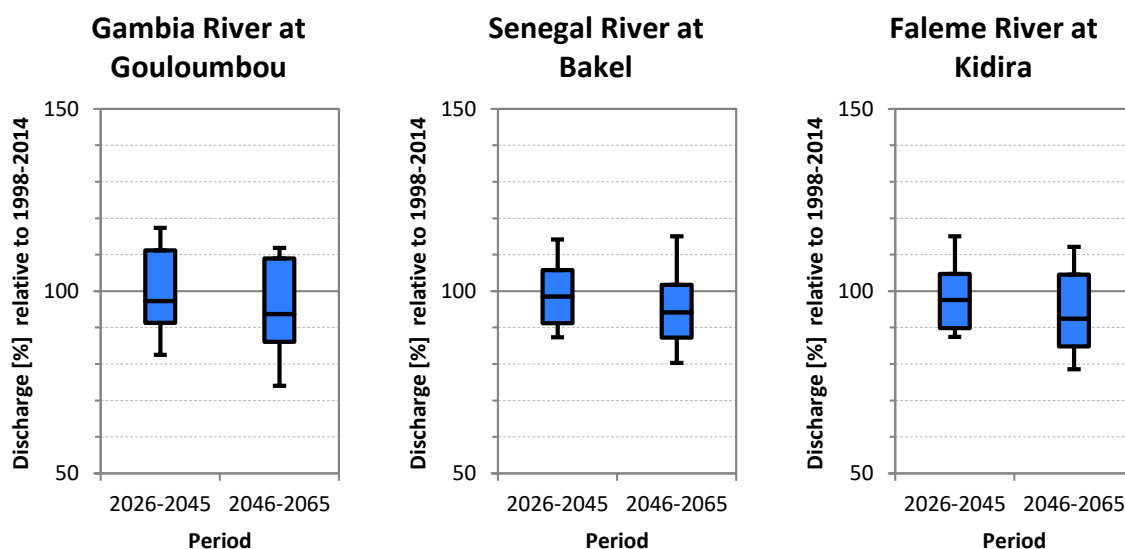 Gambia River at
Gouloumbou
Discharge [%]  relative to 1998-2014
150
100
50
2026-2045
2046-2065
Period
Senegal River at
Bakel
Discharge [%]  relative to 1998-2014
150
100
50
2026-2045
2046-2065
Period
Faleme River at
Kidira
Discharge [%]  relative to 1998-2014
150
100
50
2026-2045
2046-2065
Period